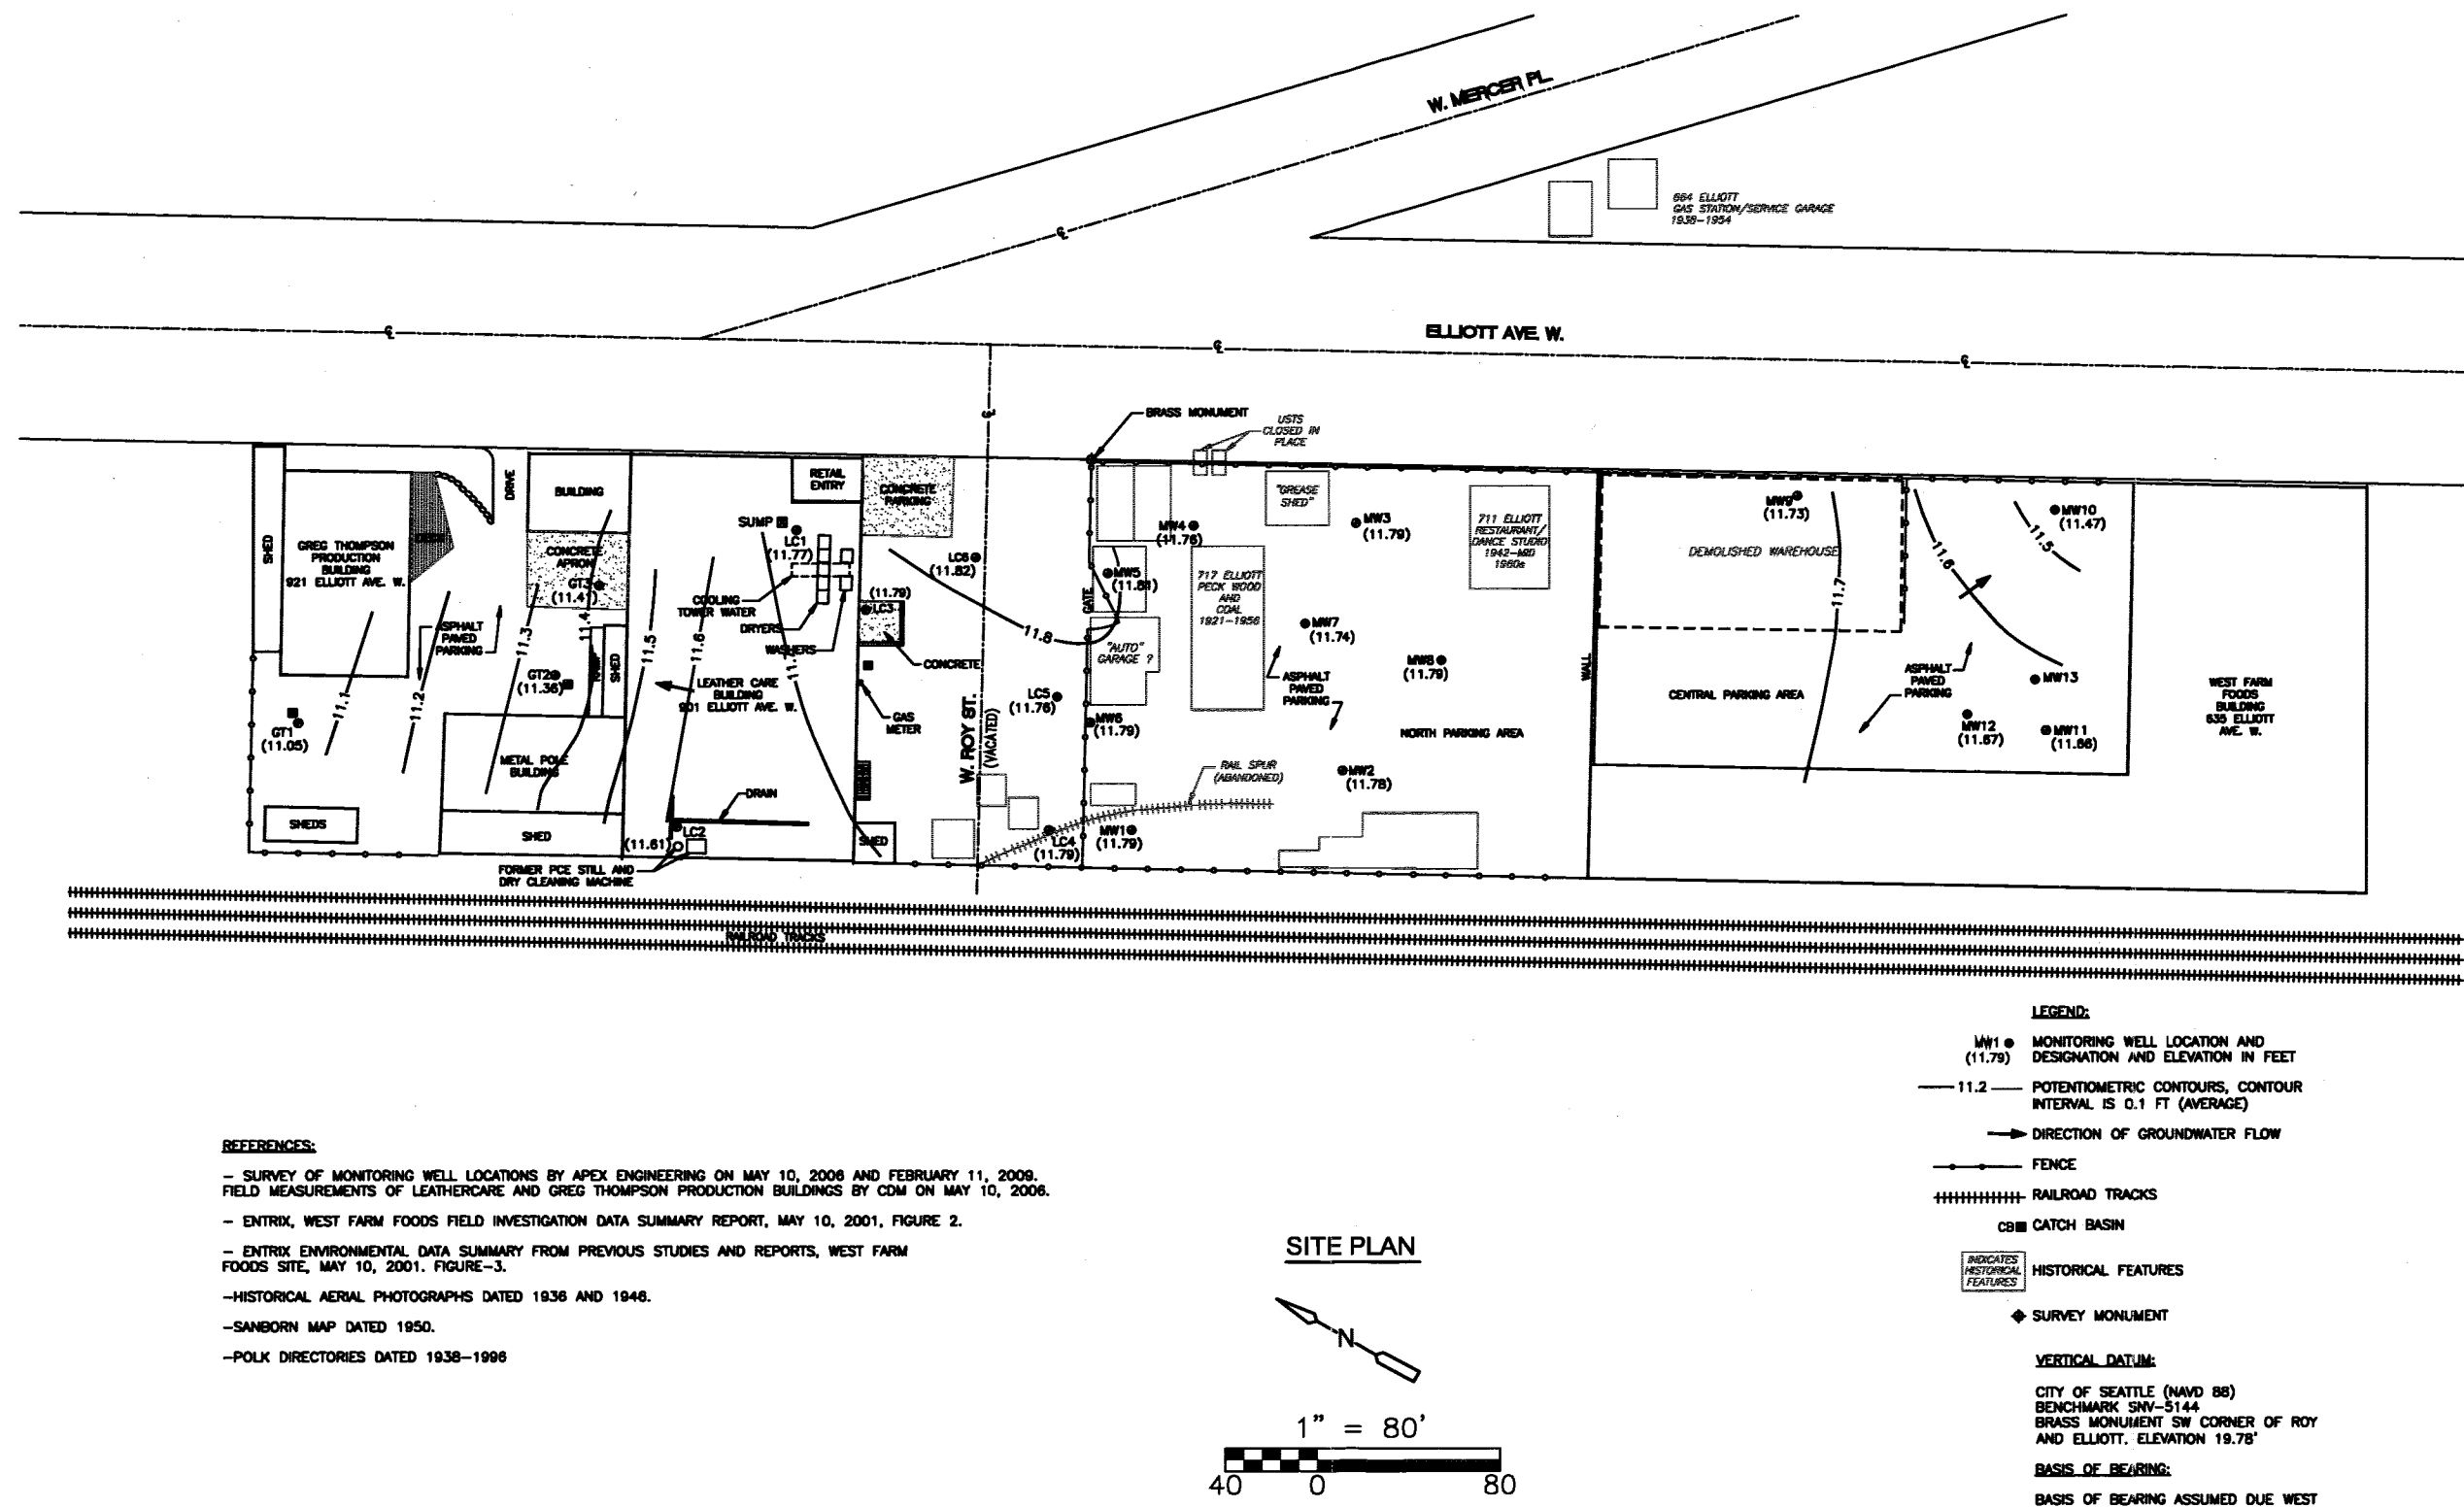 W. MERCER PL.
664 ELLIOTT
GAS STATION/SERVICE GARAGE
1938-1954
ELLIOTT AVE. W.
BRASS MONUMENT
USTS
CLOSED IN
PLACE
SHED
GREG THOMPSON
PRODUCTION
BUILDING
921 ELLIOTT AVE. W.
DECK
DRIVE
BUILDING
CONCRETE
APRON
GT3
(11.41)
ASPHALT
PAVED
PARKING
GT2
(11.36)
RAMP
SHED
GT1
(11.05)
SHEDS
METAL POLE
BUILDING
SHED
11.1
11.2
11.3
11.4
11.5
11.6
RETAIL
ENTRY
SUMP
LC1
(11.77)
COOLING
TOWER WATER
DRYERS
WASHERS
LEATHER CARE
BUILDING
901 ELLIOTT AVE. W.
DRAIN
LC2
(11.61)
FORMER PCE STILL AND
DRY CLEANING MACHINE
CONCRETE
PARKING
LC6
(11.82)
(11.79)
LC3
CONCRETE
GAS
METER
SHED
11.8
W. ROY ST.
(VACATED)
LC5
(11.76)
LC4
(11.79)
GATE
MW4
(11.76)
MW5
(11.81)
"AUTO"
GARAGE ?
MW6
(11.79)
MW1
(11.79)
RAIL SPUR
(ABANDONED)
"GREASE
SHED"
717 ELLIOTT
PECK WOOD
AND
COAL
1921-1956
MW3
(11.79)
MW7
(11.74)
MW8
(11.79)
MW2
(11.78)
ASPHALT
PAVED
PARKING
NORTH PARKING AREA
711 ELLIOTT
RESTAURANT/
DANCE STUDIO
1942-MID
1960s
WALL
MW9
(11.73)
DEMOLISHED WAREHOUSE
11.7
11.6
11.5
MW10
(11.47)
CENTRAL PARKING AREA
ASPHALT
PAVED
PARKING
MW13
MW12
(11.67)
MW11
(11.66)
WEST FARM
FOODS
BUILDING
635 ELLIOTT
AVE. W.
RAILROAD TRACKS
LEGEND:
MW1
(11.79)
MONITORING WELL LOCATION AND
DESIGNATION AND ELEVATION IN FEET
11.2
POTENTIOMETRIC CONTOURS, CONTOUR
INTERVAL IS 0.1 FT (AVERAGE)
DIRECTION OF GROUNDWATER FLOW
FENCE
RAILROAD TRACKS
CB CATCH BASIN
INDICATES
HISTORICAL
FEATURES
HISTORICAL FEATURES
SURVEY MONUMENT
VERTICAL DATUM:
CITY OF SEATTLE (NAVD 88)
BENCHMARK SNV-5144
BRASS MONUMENT SW CORNER OF ROY
AND ELLIOTT. ELEVATION 19.78'
BASIS OF BEARING:
BASIS OF BEARING ASSUMED DUE WEST
REFERENCES:
– SURVEY OF MONITORING WELL LOCATIONS BY APEX ENGINEERING ON MAY 10, 2006 AND FEBRUARY 11, 2009.
FIELD MEASUREMENTS OF LEATHERCARE AND GREG THOMPSON PRODUCTION BUILDINGS BY CDM ON MAY 10, 2006.
– ENTRIX, WEST FARM FOODS FIELD INVESTIGATION DATA SUMMARY REPORT, MAY 10, 2001, FIGURE 2.
– ENTRIX ENVIRONMENTAL DATA SUMMARY FROM PREVIOUS STUDIES AND REPORTS, WEST FARM
FOODS SITE, MAY 10, 2001. FIGURE-3.
-HISTORICAL AERIAL PHOTOGRAPHS DATED 1936 AND 1946.
-SANBORN MAP DATED 1950.
-POLK DIRECTORIES DATED 1938-1996
SITE PLAN
N
1" = 80'
40 0 80